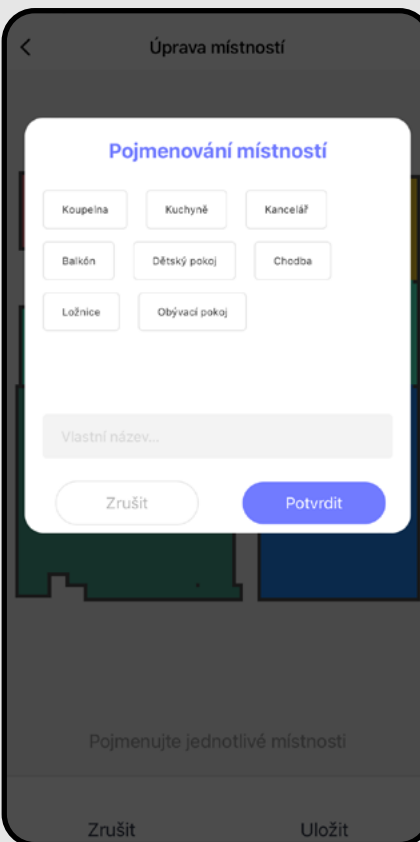 Úprava místností
Pojmenování místností
Koupelna Kuchyně Kancelář
Balkón Dětský pokoj Chodba
Ložnice Obývací pokoj
Vlastní název...
Zrušit Potvrdit
Pojmenujte jednotlivé místnosti
Zrušit Uložit